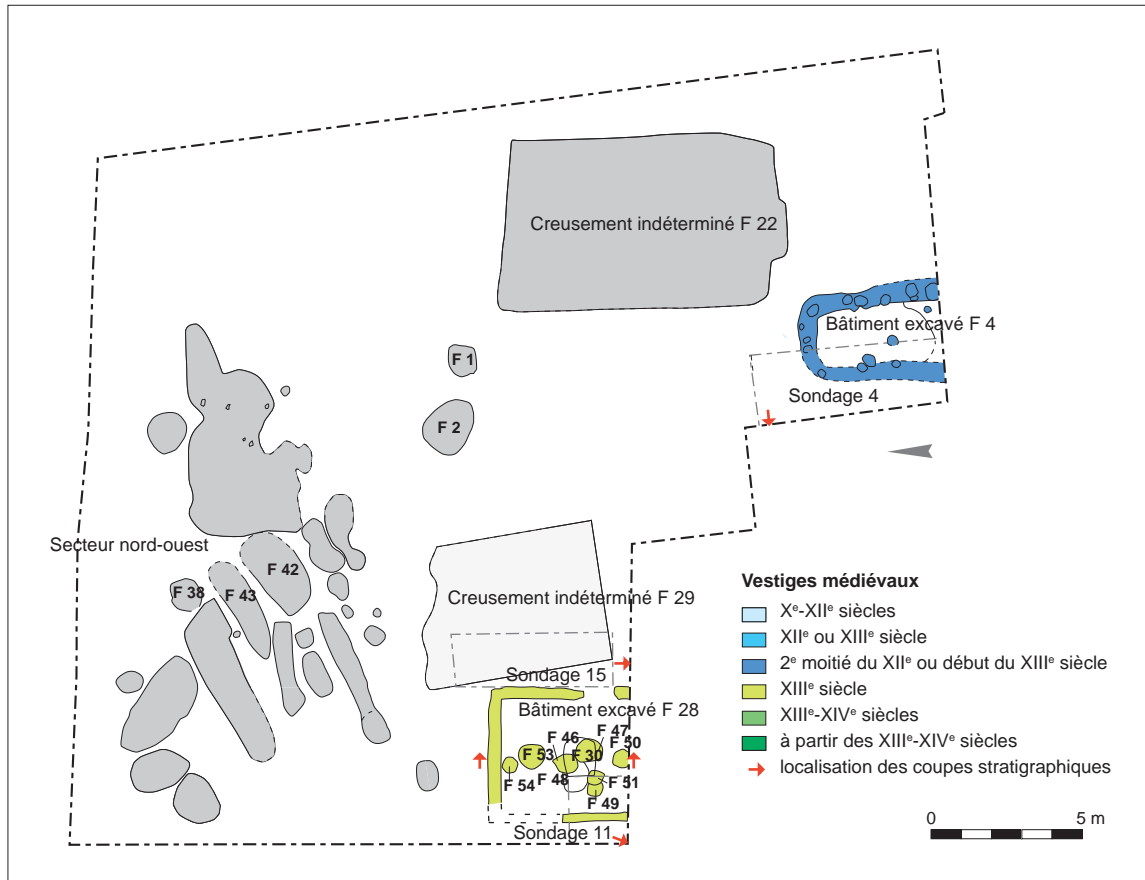 Creusement indéterminé F 22
Bâtiment excavé F 4
F 1
Sondage 4
F 2
Secteur nord-ouest
F 42
F 38
F 43
Creusement indéterminé F 29
Sondage 15
Bâtiment excavé F 28
F 46
F 47
F 50
F 53
F 30
F 54
F 48
F 51
F 49
Sondage 11
Vestiges médiévaux
Xe-XIIe siècles
XIIe ou XIIIe siècle
2e moitié du XIIe ou début du XIIIe siècle
XIIIe siècle
XIIIe-XIVe siècles
à partir des XIIIe-XIVe siècles
localisation des coupes stratigraphiques
0 5 m